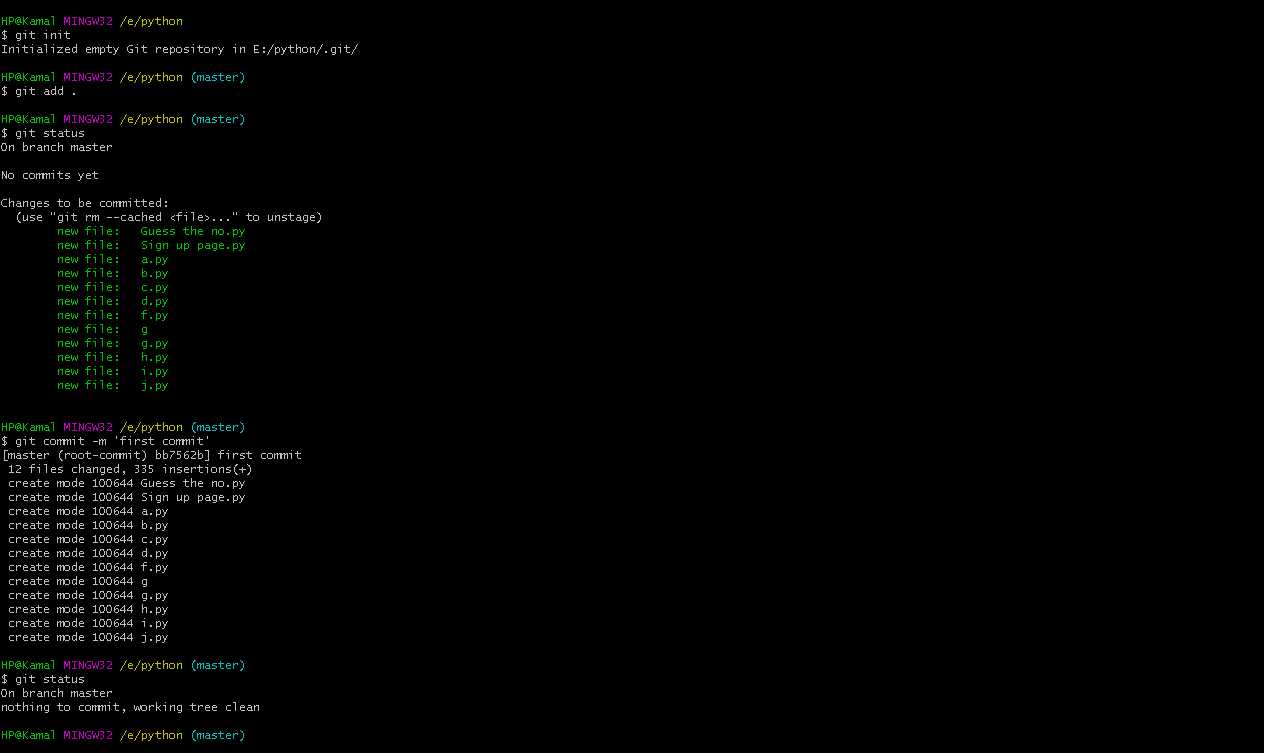 HP@Kamal MINGW32 /e/python
$ git init
Initialized empty Git repository in E:/python/.git/
HP@Kamal MINGW32 /e/python (master)
$ git add .
HP@Kamal MINGW32 /e/python (master)
$ git status
On branch master
No commits yet
Changes to be committed:
(use "git rm --cached <file>..." to unstage)
new file: Guess the no.py
new file: Sign up page.py
new file: a.py
new file: b.py
new file: c.py
new file: d.py
new file: f.py
new file: g
new file: g.py
new file: h.py
new file: i.py
new file: j.py
HP@Kamal MINGW32 /e/python (master)
$ git commit -m 'first commit'
[master (root-commit) bb7562b] first commit
12 files changed, 335 insertions(+)
create mode 100644 Guess the no.py
create mode 100644 Sign up page.py
create mode 100644 a.py
create mode 100644 b.py
create mode 100644 c.py
create mode 100644 d.py
create mode 100644 f.py
create mode 100644 g
create mode 100644 g.py
create mode 100644 h.py
create mode 100644 i.py
create mode 100644 j.py
HP@Kamal MINGW32 /e/python (master)
$ git status
On branch master
nothing to commit, working tree clean
HP@Kamal MINGW32 /e/python (master)